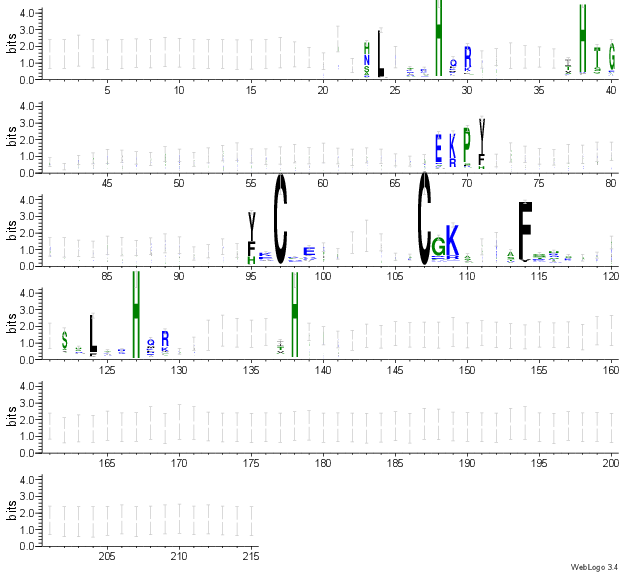 bits 4.0 3.0 2.0 1.0 0.0
H N S L H R H T G
5 10 15 20 25 30 35 40
bits 4.0 3.0 2.0 1.0 0.0
E K R P Y F
45 50 55 60 65 70 75 80
bits 4.0 3.0 2.0 1.0 0.0
Y F H C E C G K F
85 90 95 100 105 110 115 120
bits 4.0 3.0 2.0 1.0 0.0
S L H R H
125 130 135 140 145 150 155 160
bits 4.0 3.0 2.0 1.0 0.0
165 170 175 180 185 190 195 200
bits 4.0 3.0 2.0 1.0 0.0
205 210 215
WebLogo 3.4